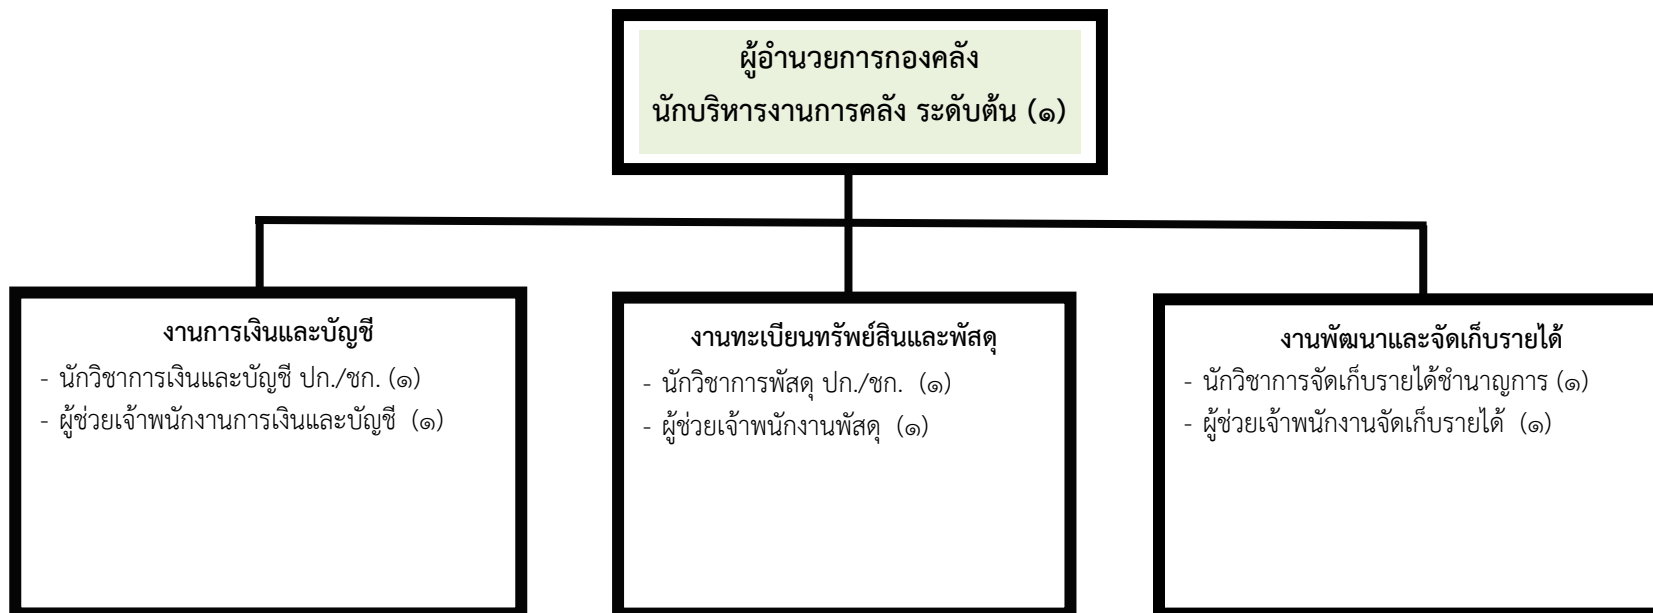 ผู้อำนวยการกองคลัง
นักบริหารงานการคลัง ระดับต้น (๑)
งานการเงินและบัญชี
- นักวิชาการเงินและบัญชี ปก./ชก. (๑)
- ผู้ช่วยเจ้าพนักงานการเงินและบัญชี (๑)
งานทะเบียนทรัพย์สินและพัสดุ
- นักวิชาการพัสดุ ปก./ชก. (๑)
- ผู้ช่วยเจ้าพนักงานพัสดุ (๑)
งานพัฒนาและจัดเก็บรายได้
- นักวิชาการจัดเก็บรายได้ชำนาญการ (๑)
- ผู้ช่วยเจ้าพนักงานจัดเก็บรายได้ (๑)